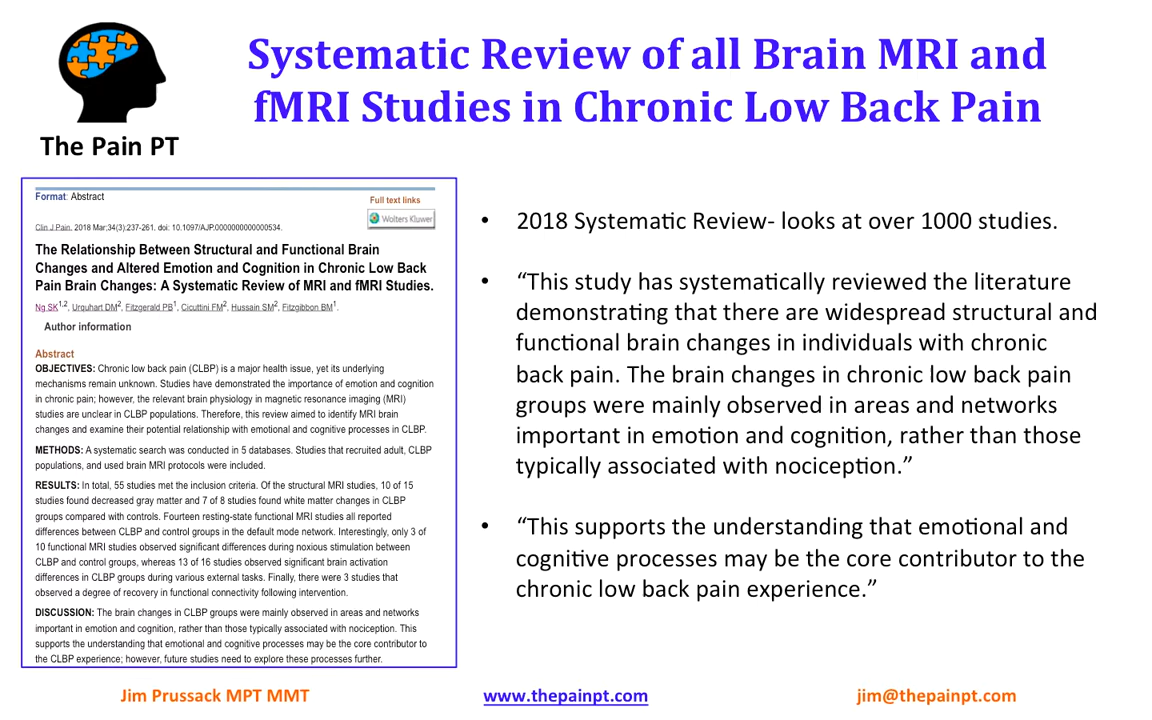 Systematic Review of all Brain MRI and
fMRI Studies in Chronic Low Back Pain
The Pain PT
Format: Abstract
Full text links
Wolters Kluwer
Clin J Pain. 2018 Mar;34(3):237-261. doi: 10.1097/AJP.0000000000000534.
The Relationship Between Structural and Functional Brain
Changes and Altered Emotion and Cognition in Chronic Low Back
Pain Brain Changes: A Systematic Review of MRI and fMRI Studies.
Ng SK1,2, Urquhart DM2, Fitzgerald PB1, Cicuttini FM2, Hussain SM2, Fitzgibbon BM1.
Author information
Abstract
OBJECTIVES: Chronic low back pain (CLBP) is a major health issue, yet its underlying
mechanisms remain unknown. Studies have demonstrated the importance of emotion and cognition
in chronic pain; however, the relevant brain physiology in magnetic resonance imaging (MRI)
studies are unclear in CLBP populations. Therefore, this review aimed to identify MRI brain
changes and examine their potential relationship with emotional and cognitive processes in CLBP.
METHODS: A systematic search was conducted in 5 databases. Studies that recruited adult, CLBP
populations, and used brain MRI protocols were included.
RESULTS: In total, 55 studies met the inclusion criteria. Of the structural MRI studies, 10 of 15
studies found decreased gray matter and 7 of 8 studies found white matter changes in CLBP
groups compared with controls. Fourteen resting-state functional MRI studies all reported
differences between CLBP and control groups in the default mode network. Interestingly, only 3 of
10 functional MRI studies observed significant differences during noxious stimulation between
CLBP and control groups, whereas 13 of 16 studies observed significant brain activation
differences in CLBP groups during various external tasks. Finally, there were 3 studies that
observed a degree of recovery in functional connectivity following intervention.
DISCUSSION: The brain changes in CLBP groups were mainly observed in areas and networks
important in emotion and cognition, rather than those typically associated with nociception. This
supports the understanding that emotional and cognitive processes may be the core contributor to
the CLBP experience; however, future studies need to explore these processes further.
• 2018 Systematic Review- looks at over 1000 studies.
• “This study has systematically reviewed the literature
demonstrating that there are widespread structural and
functional brain changes in individuals with chronic
back pain. The brain changes in chronic low back pain
groups were mainly observed in areas and networks
important in emotion and cognition, rather than those
typically associated with nociception.”
• “This supports the understanding that emotional and
cognitive processes may be the core contributor to the
chronic low back pain experience.”
Jim Prussack MPT MMT
www.thepainpt.com
jim@thepainpt.com